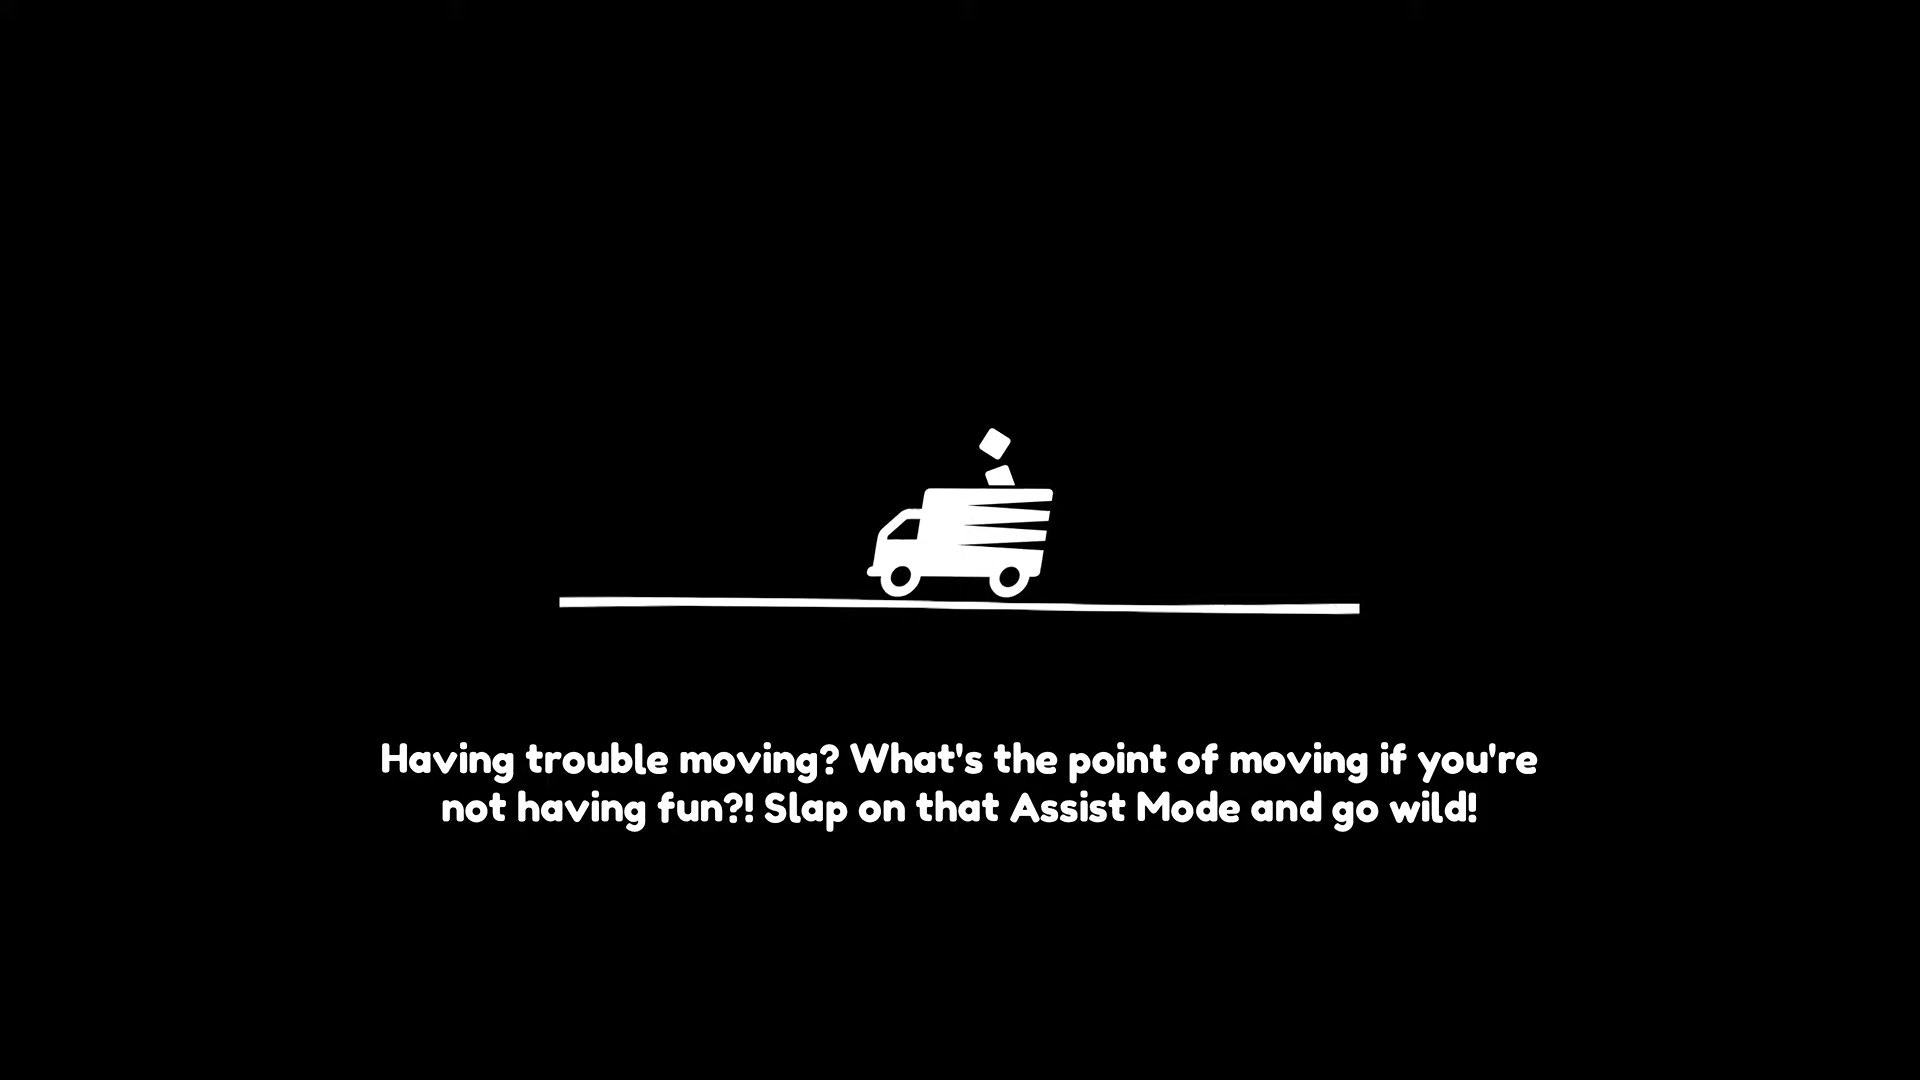 Having trouble moving? What's the point of moving if you're
not having fun?! Slap on that Assist Mode and go wild!